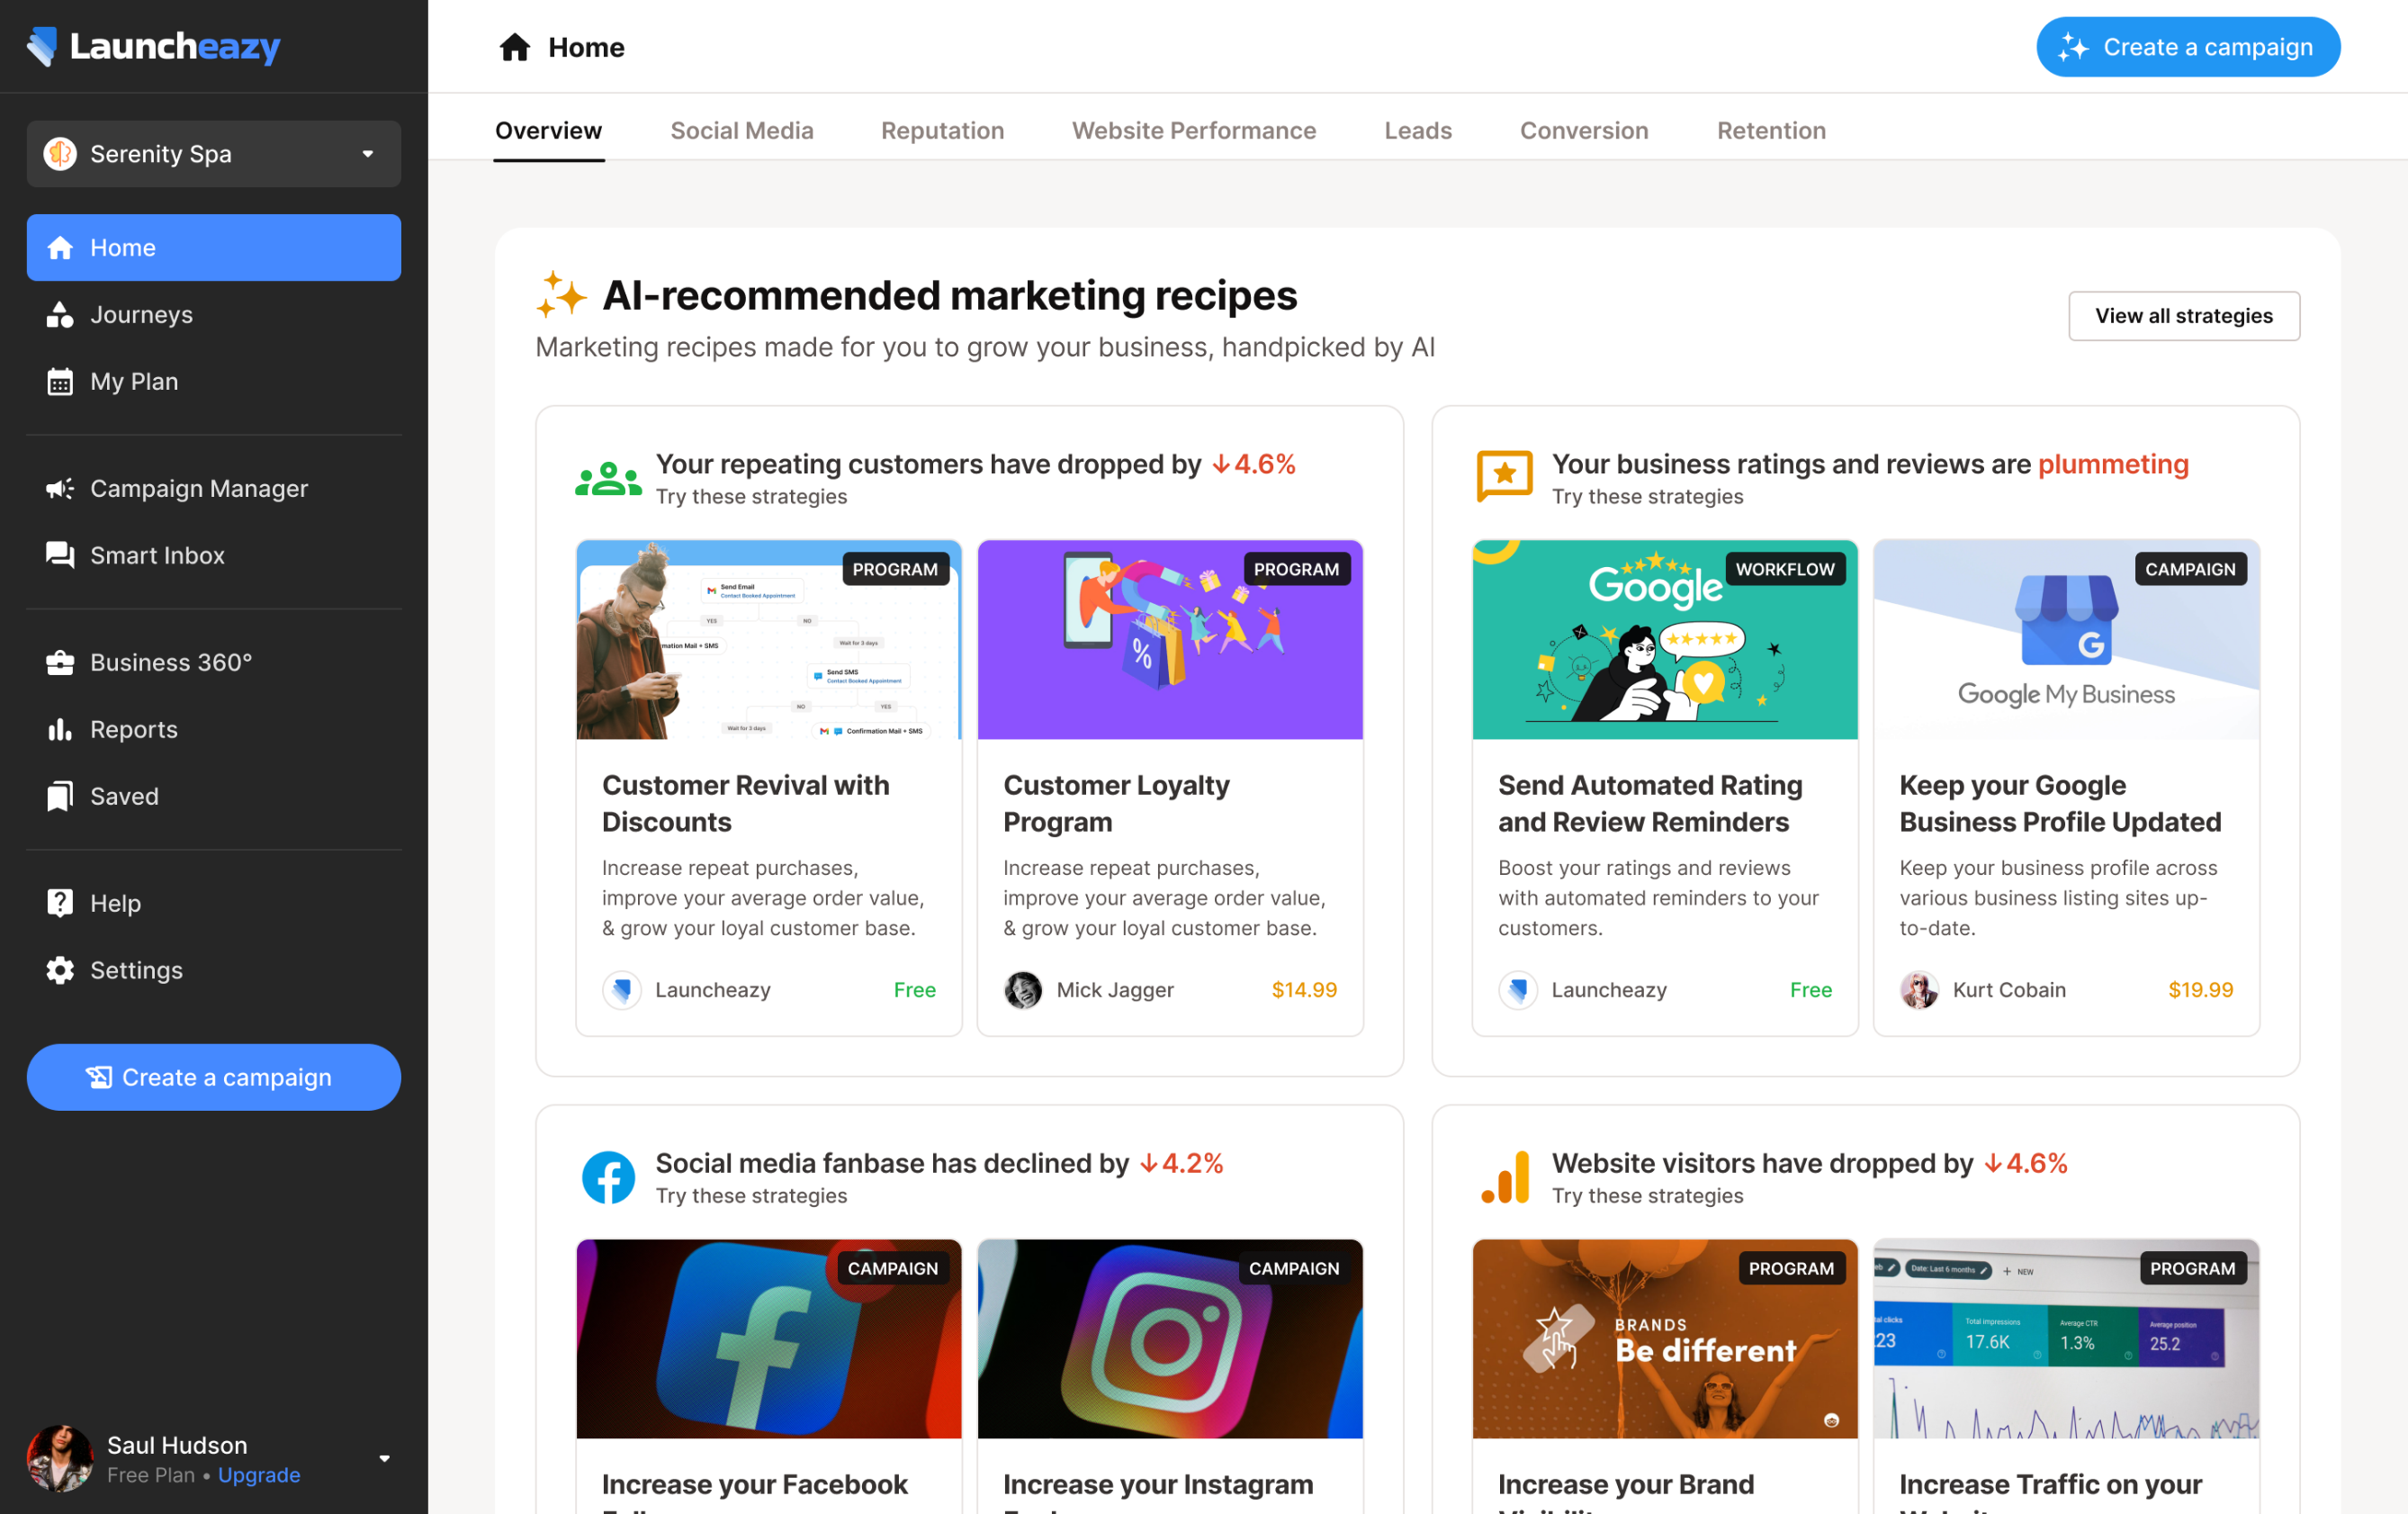 Launcheazy
Serenity Spa
Home
Journeys
My Plan
Campaign Manager
Smart Inbox
Business 360°
Reports
Saved
Help
Settings
Create a campaign
Saul Hudson
Free Plan • Upgrade
Home
Create a campaign
Overview
Social Media
Reputation
Website Performance
Leads
Conversion
Retention
AI-recommended marketing recipes
Marketing recipes made for you to grow your business, handpicked by AI
View all strategies
Your repeating customers have dropped by ↓4.6%
Try these strategies
PROGRAM
Send Email
Contact Booked Appointment
YES
NO
Wait for 3 days
mation Mail + SMS
Send SMS
Contact Booked Appointment
NO
YES
Wait for 3 days
Confirmation Mail + SMS
Customer Revival with
Discounts
Increase repeat purchases,
improve your average order value,
& grow your loyal customer base.
Launcheazy
Free
PROGRAM
%
Customer Loyalty
Program
Increase repeat purchases,
improve your average order value,
& grow your loyal customer base.
Mick Jagger
$14.99
Your business ratings and reviews are plummeting
Try these strategies
WORKFLOW
Google
Send Automated Rating
and Review Reminders
Boost your ratings and reviews
with automated reminders to your
customers.
Launcheazy
Free
CAMPAIGN
G
Google My Business
Keep your Google
Business Profile Updated
Keep your business profile across
various business listing sites up-
to-date.
Kurt Cobain
$19.99
Social media fanbase has declined by ↓4.2%
Try these strategies
CAMPAIGN
Increase your Facebook
CAMPAIGN
Increase your Instagram
Website visitors have dropped by ↓4.6%
Try these strategies
PROGRAM
BRANDS
Be different
Increase your Brand
PROGRAM
Date: Last 6 months
+ NEW
al clicks
23
Total impressions
17.6K
Average CTR
1.3%
Average position
25.2
Increase Traffic on your